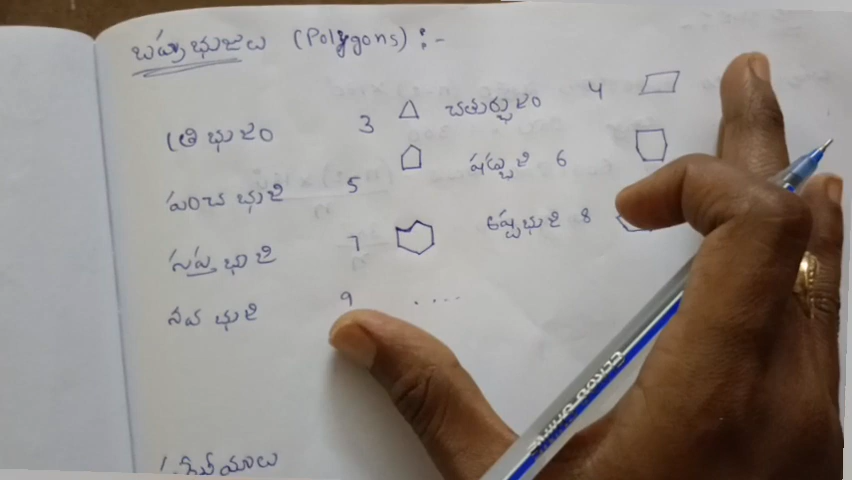 బహుభుజులు (Polygons) :-
త్రిభుజం 3 చతుర్భుజం 4
పంచభుజి 5 షడ్భుజి 6
సప్తభుజి 7 అష్టభుజి 8
నవభుజి 9 ....